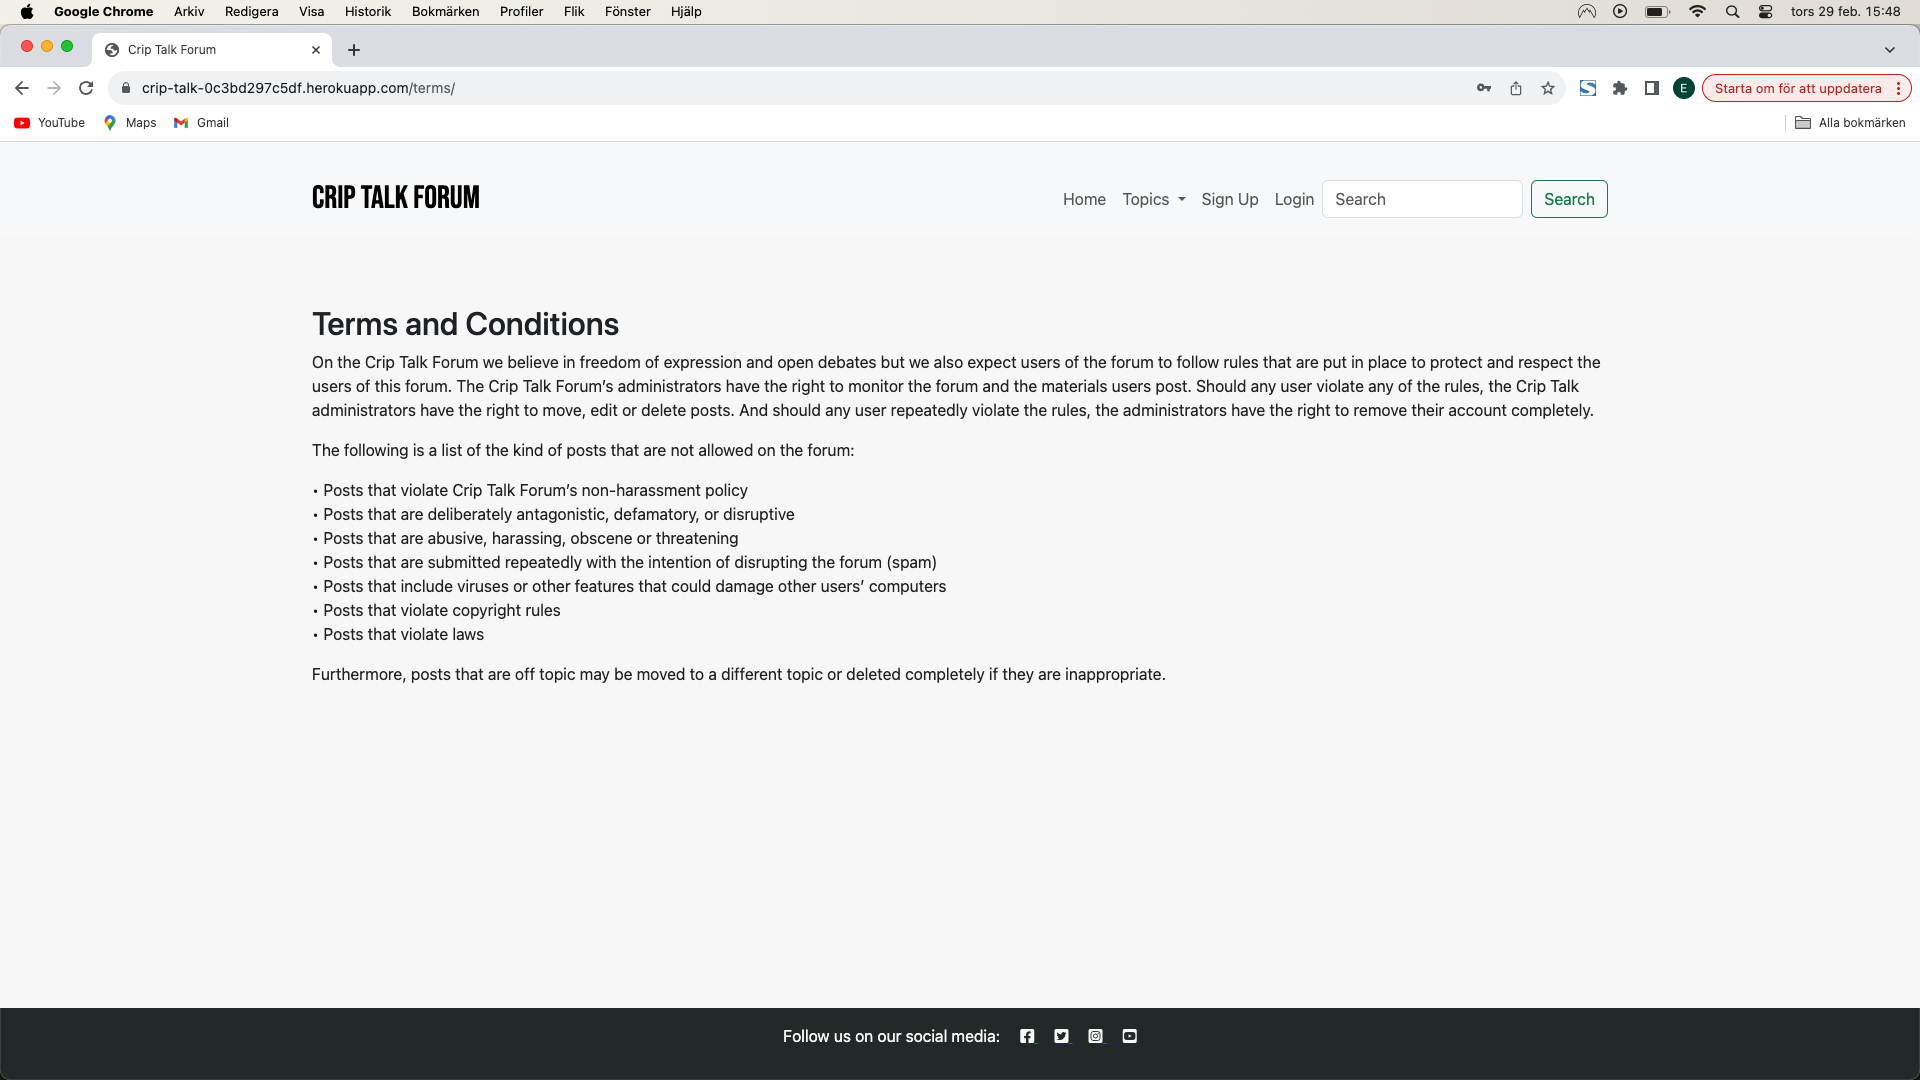 Google Chrome Arkiv Redigera Visa Historik Bokmärken Profiler Flik Fönster Hjälp tors 29 feb. 15:48
Crip Talk Forum
crip-talk-0c3bd297c5df.herokuapp.com/terms/ E Starta om för att uppdatera
YouTube Maps Gmail Alla bokmärken
CRIP TALK FORUM Home Topics Sign Up Login Search Search
Terms and Conditions
On the Crip Talk Forum we believe in freedom of expression and open debates but we also expect users of the forum to follow rules that are put in place to protect and respect the
users of this forum. The Crip Talk Forum’s administrators have the right to monitor the forum and the materials users post. Should any user violate any of the rules, the Crip Talk
administrators have the right to move, edit or delete posts. And should any user repeatedly violate the rules, the administrators have the right to remove their account completely.
The following is a list of the kind of posts that are not allowed on the forum:
• Posts that violate Crip Talk Forum’s non-harassment policy
• Posts that are deliberately antagonistic, defamatory, or disruptive
• Posts that are abusive, harassing, obscene or threatening
• Posts that are submitted repeatedly with the intention of disrupting the forum (spam)
• Posts that include viruses or other features that could damage other users’ computers
• Posts that violate copyright rules
• Posts that violate laws
Furthermore, posts that are off topic may be moved to a different topic or deleted completely if they are inappropriate.
Follow us on our social media: